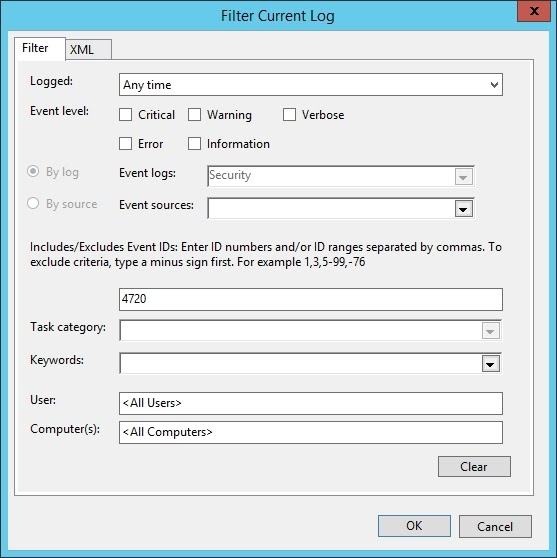 Filter Current Log
x
Filter
XML
Logged:
Any time
Event level:
Critical
Warning
Verbose
Error
Information
By log
Event logs:
Security
By source
Event sources:
Includes/Excludes Event IDs: Enter ID numbers and/or ID ranges separated by commas. To
exclude criteria, type a minus sign first. For example 1,3,5-99,-76
4720
Task category:
Keywords:
User:
<All Users>
Computer(s):
<All Computers>
Clear
OK
Cancel